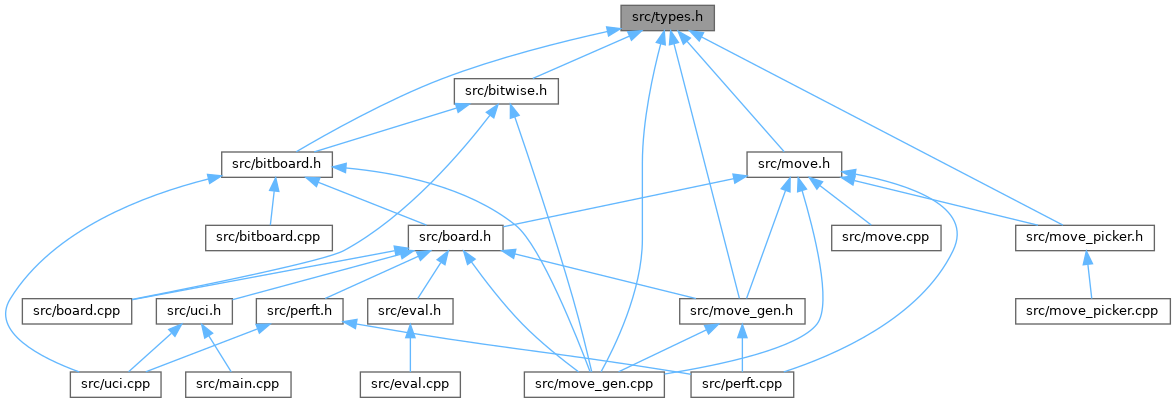 src/types.h
src/bitwise.h
src/bitboard.h
src/move.h
src/bitboard.cpp
src/board.h
src/move.cpp
src/move_picker.h
src/board.cpp
src/uci.h
src/perft.h
src/eval.h
src/move_gen.h
src/move_picker.cpp
src/uci.cpp
src/main.cpp
src/eval.cpp
src/move_gen.cpp
src/perft.cpp